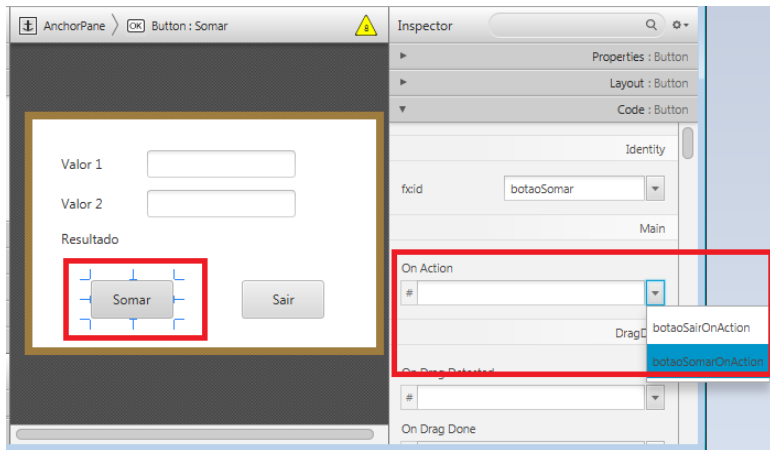 AnchorPane
OK Button : Somar
8
Valor 1
Valor 2
Resultado
Somar
Sair
Inspector
Properties : Button
Layout : Button
Code : Button
Identity
fx:id
botaoSomar
Main
On Action
#
botaoSairOnAction
botaoSomarOnAction
On Drag Detected
#
On Drag Done